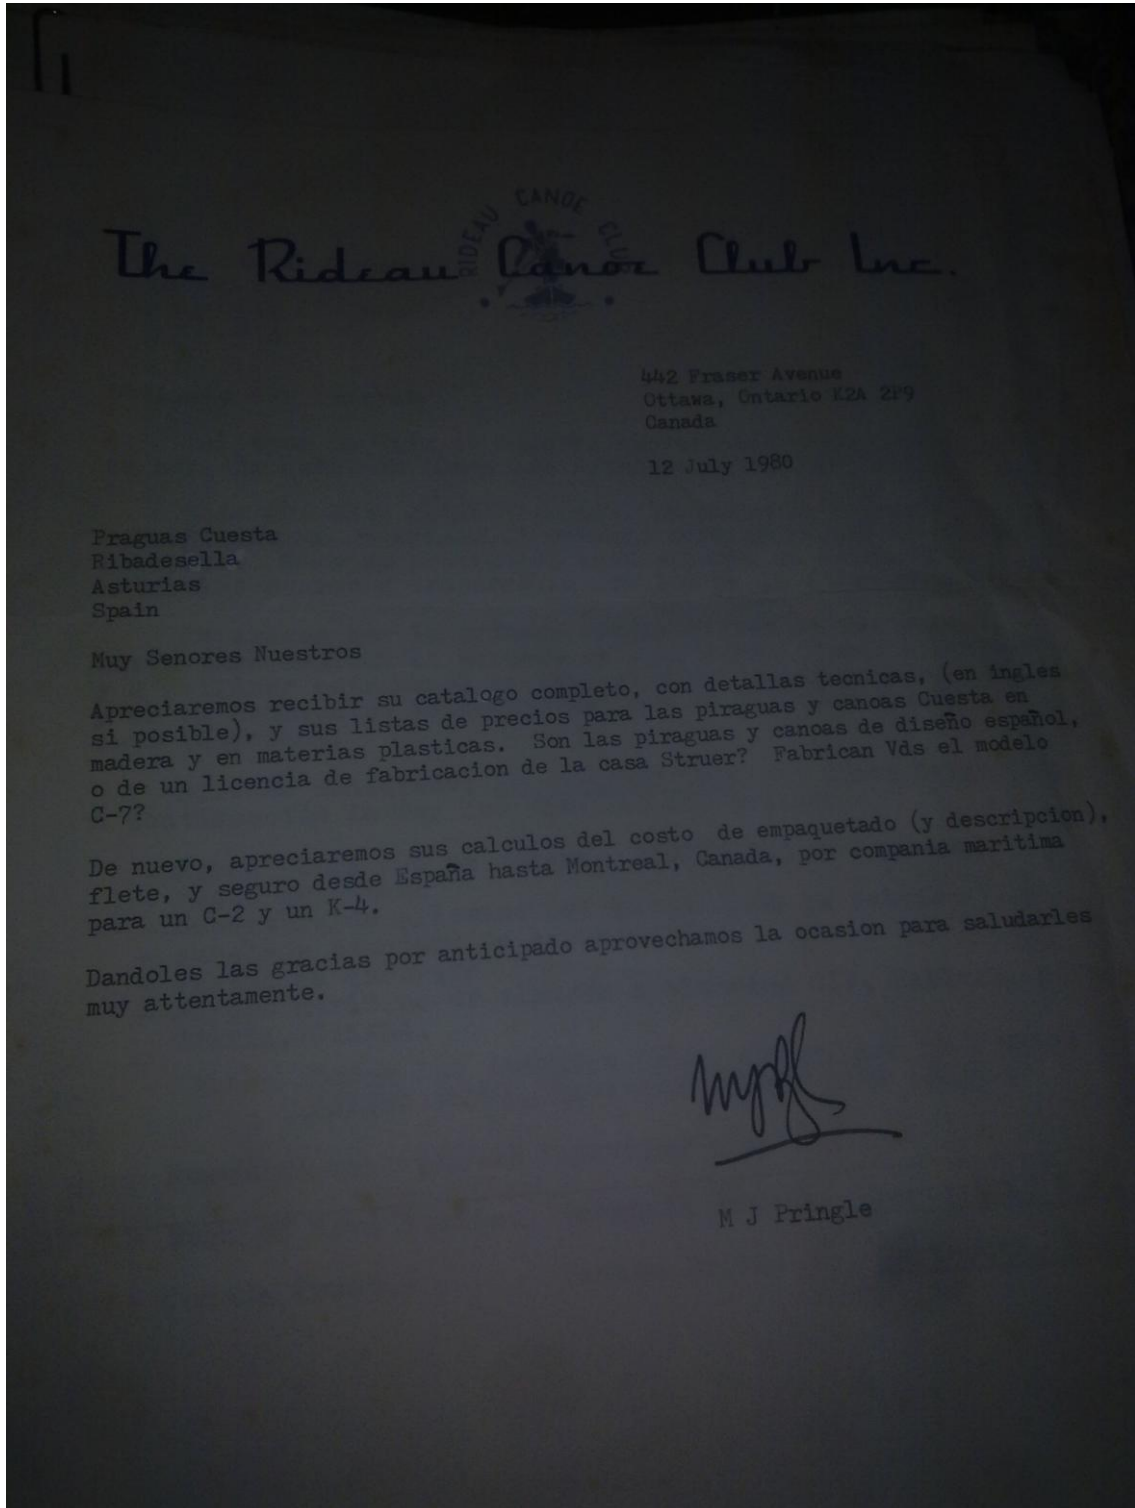 RIDEAU CANOE CLUB
The Rideau Canoe Club Inc.
442 Fraser Avenue
Ottawa, Ontario K2A 2P9
Canada
12 July 1980
Praguas Cuesta
Ribadesella
Asturias
Spain
Muy Senores Nuestros
Apreciaremos recibir su catalogo completo, con detallas tecnicas, (en ingles
si posible), y sus listas de precios para las piraguas y canoas Cuesta en
madera y en materias plasticas. Son las piraguas y canoas de diseño español,
o de un licencia de fabricacion de la casa Struer? Fabrican Vds el modelo
C-7?
De nuevo, apreciaremos sus calculos del costo de empaquetado (y descripcion),
flete, y seguro desde España hasta Montreal, Canada, por compania maritima
para un C-2 y un K-4.
Dandoles las gracias por anticipado aprovechamos la ocasion para saludarles
muy attentamente.
M J Pringle